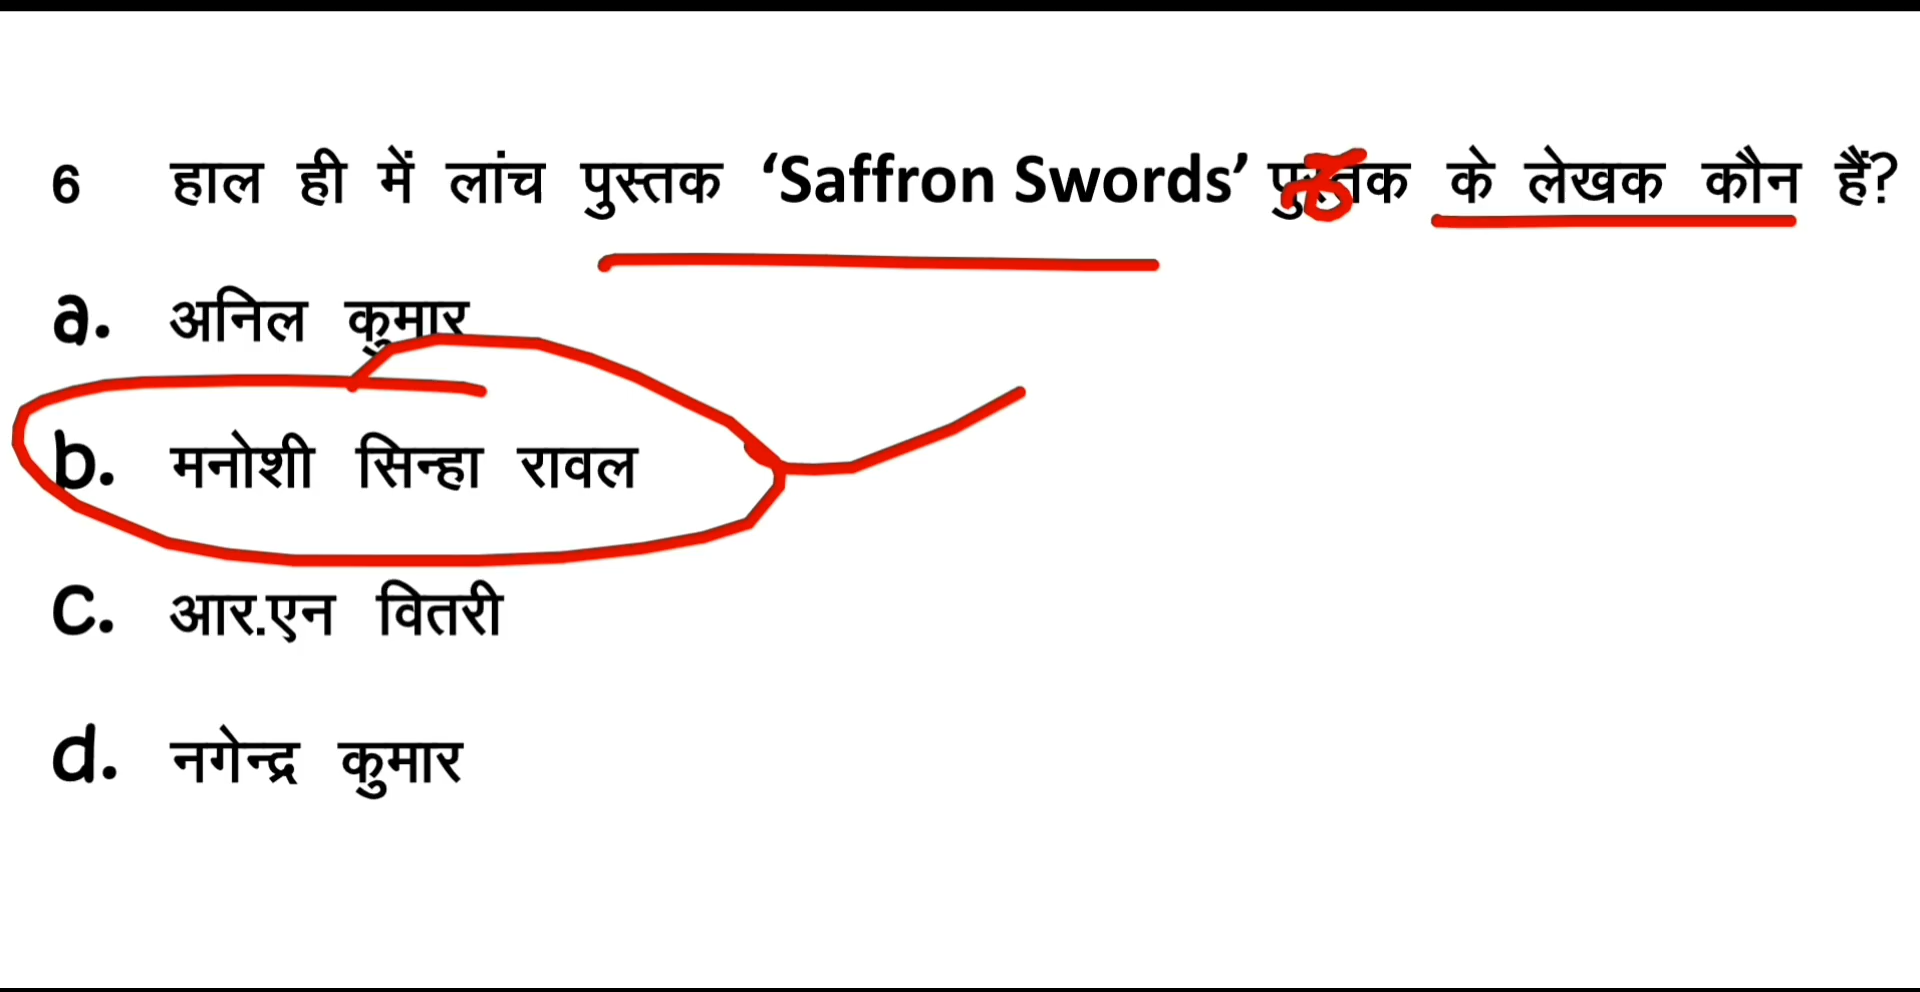 6 हाल ही में लांच पुस्तक ‘Saffron Swords’ पुस्तक के लेखक कौन हैं?
a. अनिल कुमार
b. मनोशी सिन्हा रावल
c. आर.एन वितरी
d. नगेन्द्र कुमार